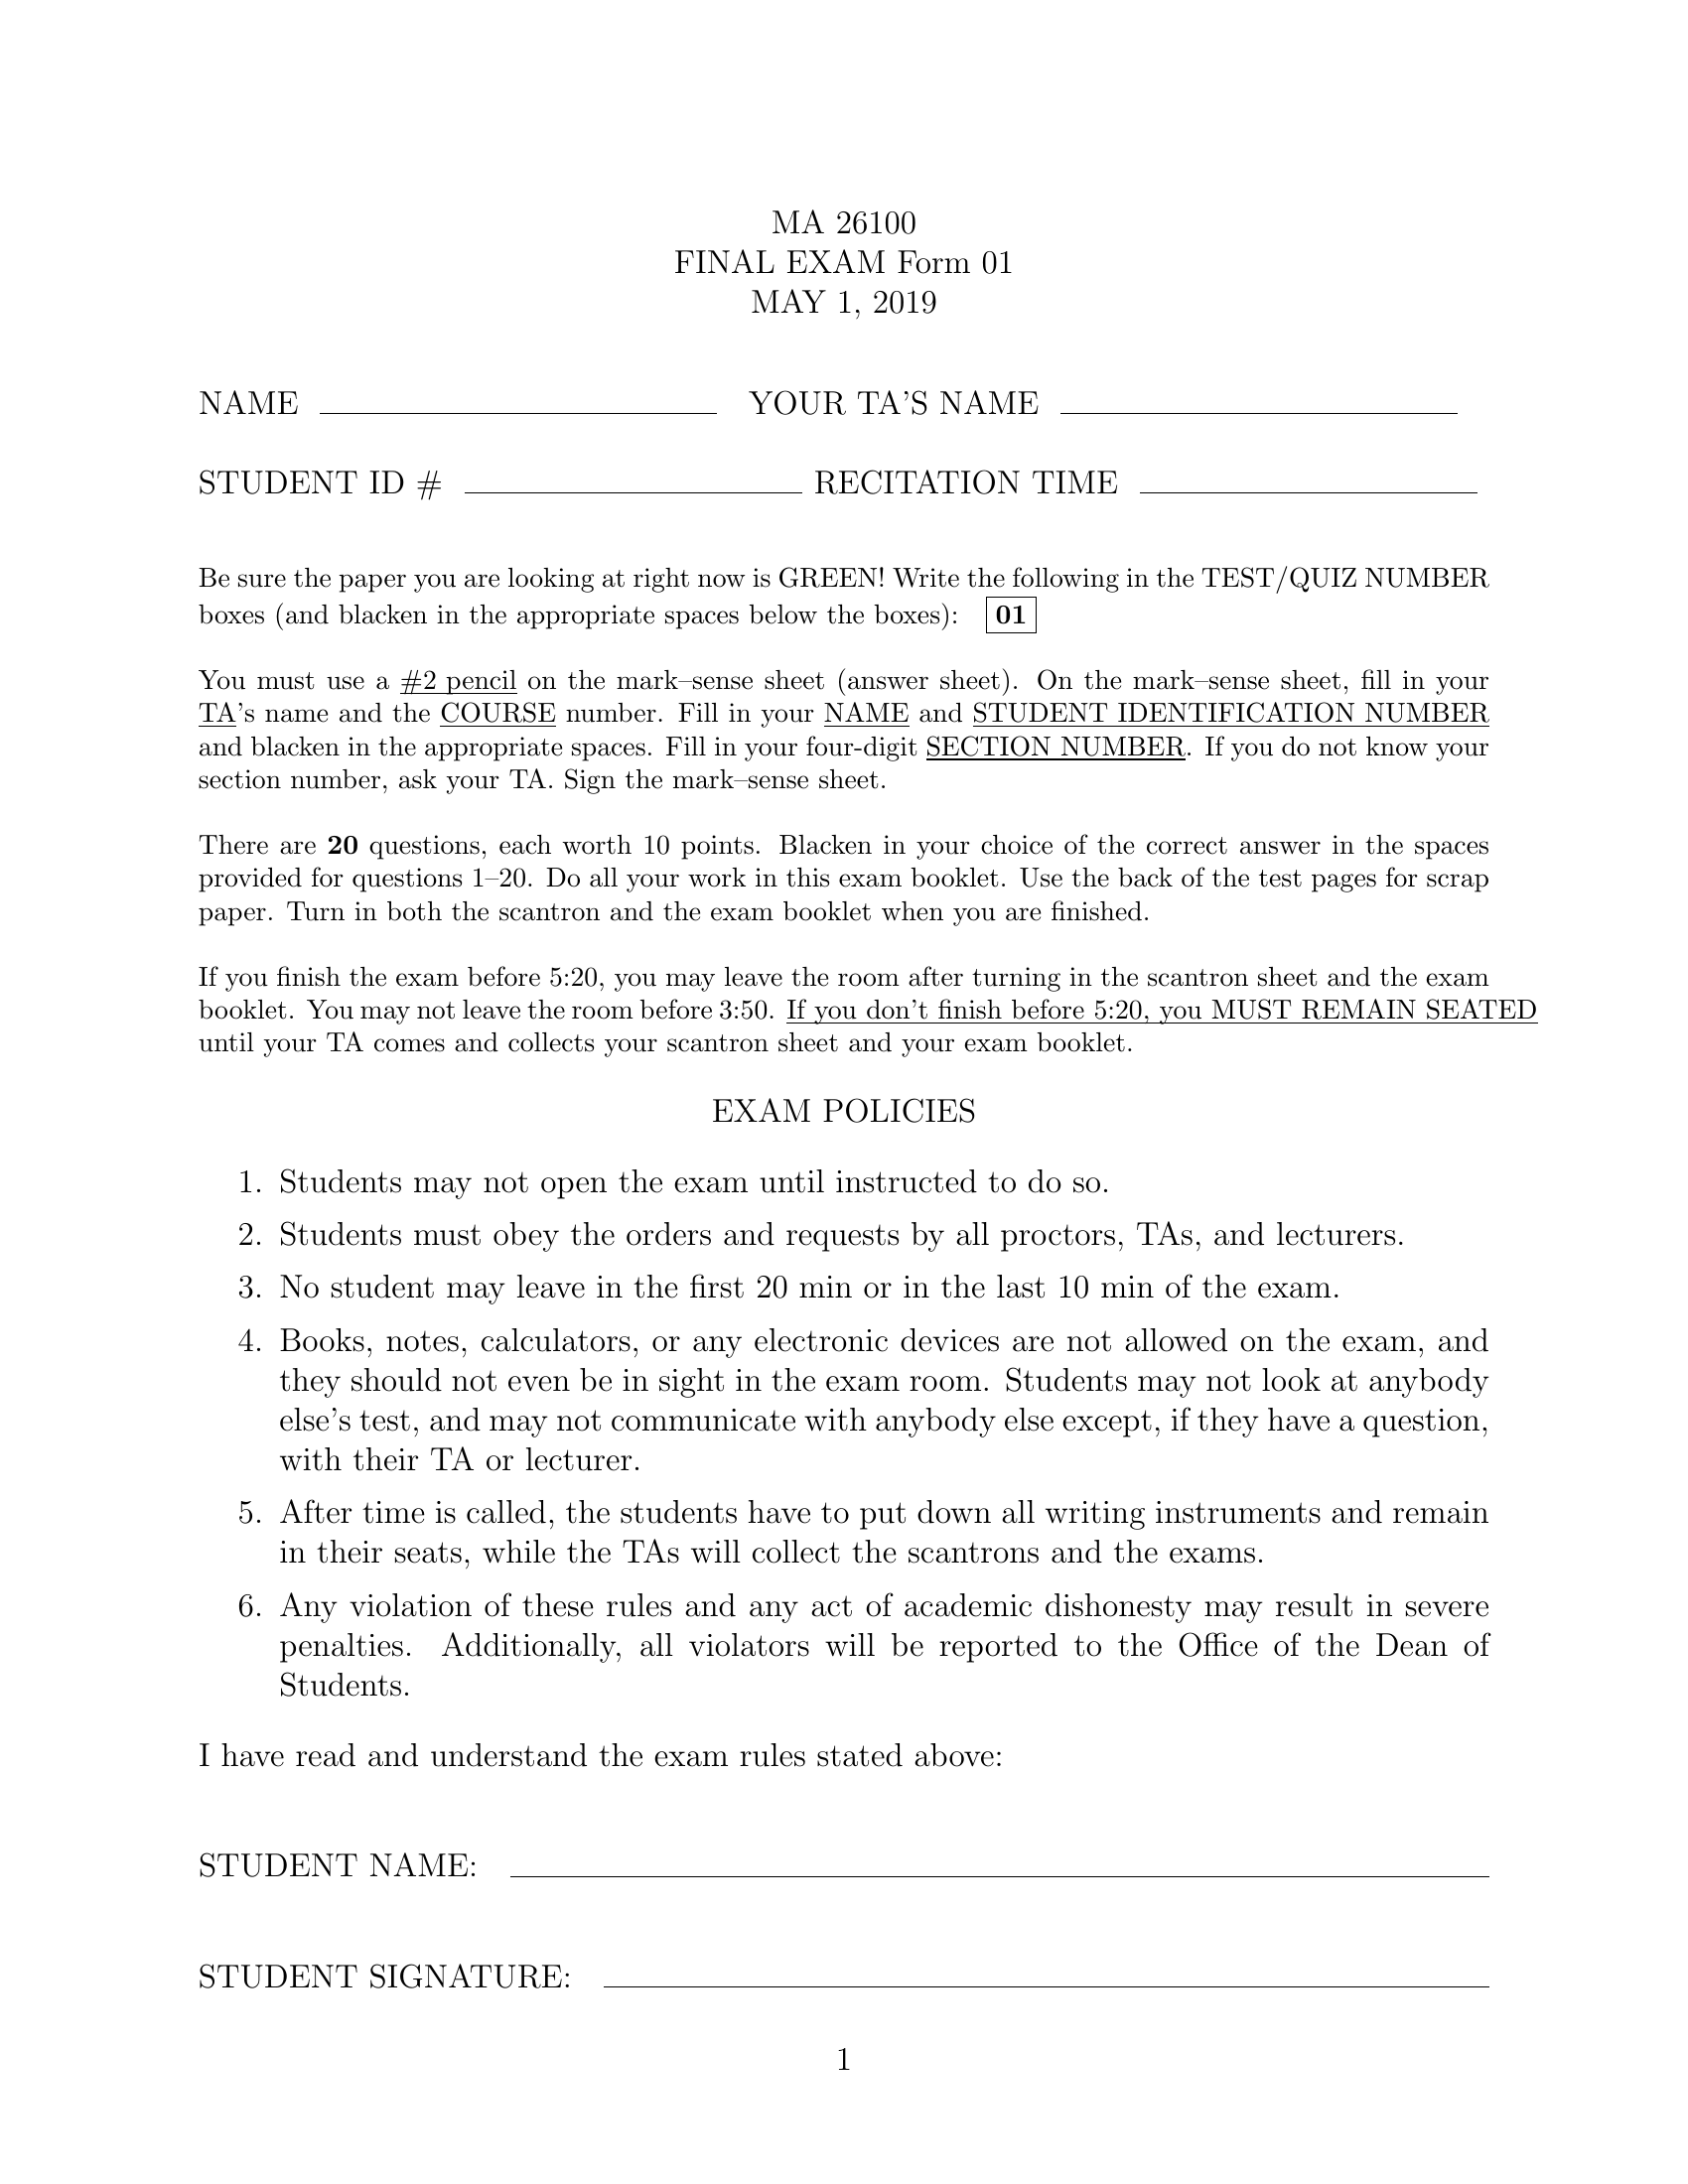 MA 26100
FINAL EXAM Form 01
MAY 1, 2019
NAME YOUR TA'S NAME
STUDENT ID # RECITATION TIME
Be sure the paper you are looking at right now is GREEN! Write the following in the TEST/QUIZ NUMBER
boxes (and blacken in the appropriate spaces below the boxes): 01
You must use a #2 pencil on the mark–sense sheet (answer sheet). On the mark–sense sheet, fill in your
TA's name and the COURSE number. Fill in your NAME and STUDENT IDENTIFICATION NUMBER
and blacken in the appropriate spaces. Fill in your four-digit SECTION NUMBER. If you do not know your
section number, ask your TA. Sign the mark–sense sheet.
There are 20 questions, each worth 10 points. Blacken in your choice of the correct answer in the spaces
provided for questions 1–20. Do all your work in this exam booklet. Use the back of the test pages for scrap
paper. Turn in both the scantron and the exam booklet when you are finished.
If you finish the exam before 5:20, you may leave the room after turning in the scantron sheet and the exam
booklet. You may not leave the room before 3:50. If you don't finish before 5:20, you MUST REMAIN SEATED
until your TA comes and collects your scantron sheet and your exam booklet.
EXAM POLICIES
1. Students may not open the exam until instructed to do so.
2. Students must obey the orders and requests by all proctors, TAs, and lecturers.
3. No student may leave in the first 20 min or in the last 10 min of the exam.
4. Books, notes, calculators, or any electronic devices are not allowed on the exam, and
they should not even be in sight in the exam room. Students may not look at anybody
else's test, and may not communicate with anybody else except, if they have a question,
with their TA or lecturer.
5. After time is called, the students have to put down all writing instruments and remain
in their seats, while the TAs will collect the scantrons and the exams.
6. Any violation of these rules and any act of academic dishonesty may result in severe
penalties. Additionally, all violators will be reported to the Office of the Dean of
Students.
I have read and understand the exam rules stated above:
STUDENT NAME:
STUDENT SIGNATURE:
1